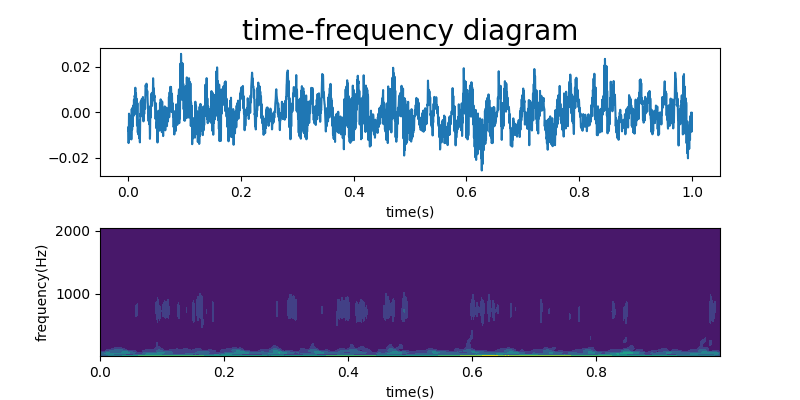 time-frequency diagram
0.02
0.00
−0.02
0.0 0.2 0.4 0.6 0.8 1.0
time(s)
2000
1000
frequency(Hz)
0.0 0.2 0.4 0.6 0.8
time(s)